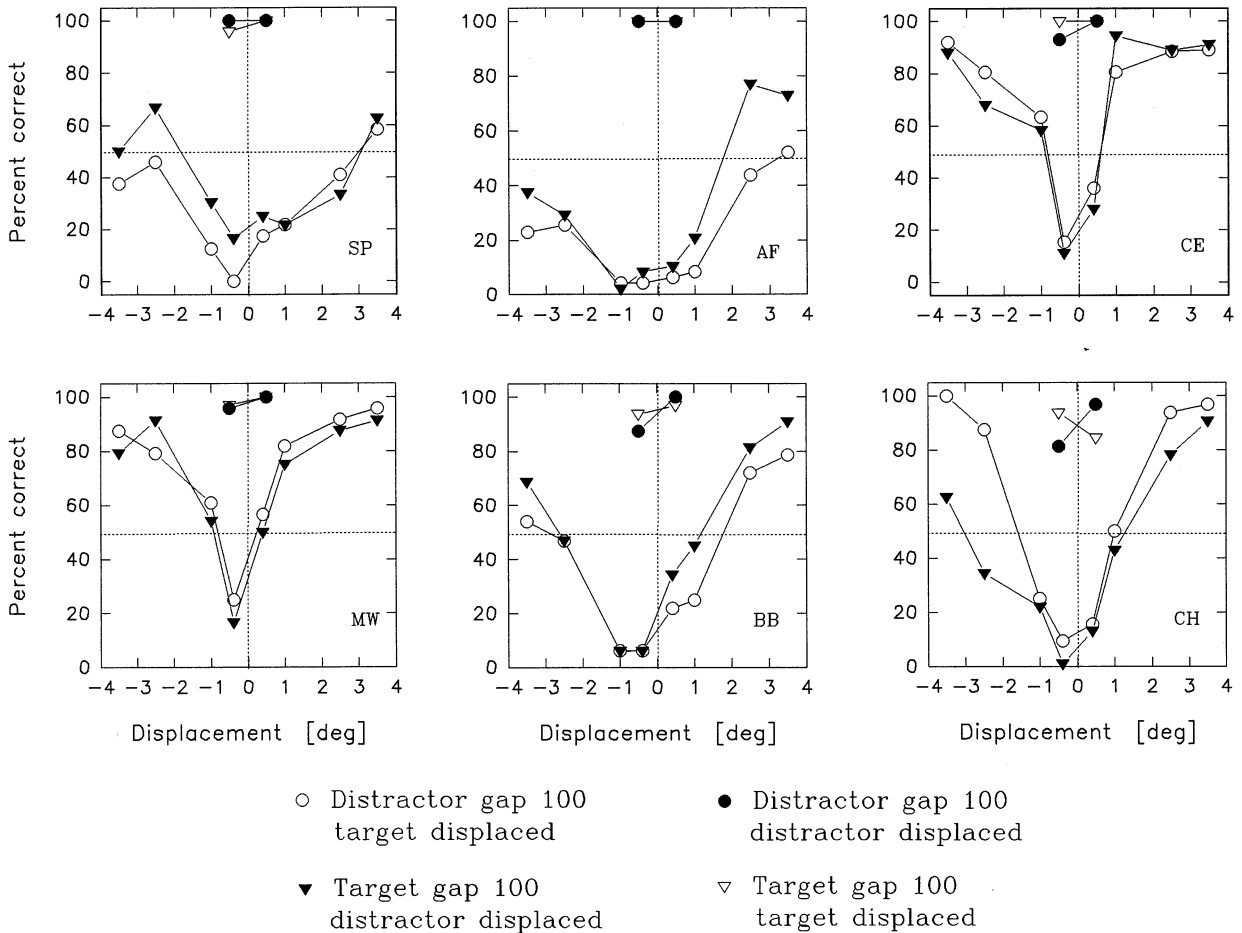 Percent correct
100
80
60
40
20
0
SP
-4 -3 -2 -1 0 1 2 3 4
100
80
60
40
20
0
AF
-4 -3 -2 -1 0 1 2 3 4
100
80
60
40
20
0
CE
-4 -3 -2 -1 0 1 2 3 4
Percent correct
100
80
60
40
20
0
MW
-4 -3 -2 -1 0 1 2 3 4
Displacement [deg]
100
80
60
40
20
0
BB
-4 -3 -2 -1 0 1 2 3 4
Displacement [deg]
100
80
60
40
20
0
CH
-4 -3 -2 -1 0 1 2 3 4
Displacement [deg]
Distractor gap 100
target displaced
Distractor gap 100
distractor displaced
Target gap 100
distractor displaced
Target gap 100
target displaced